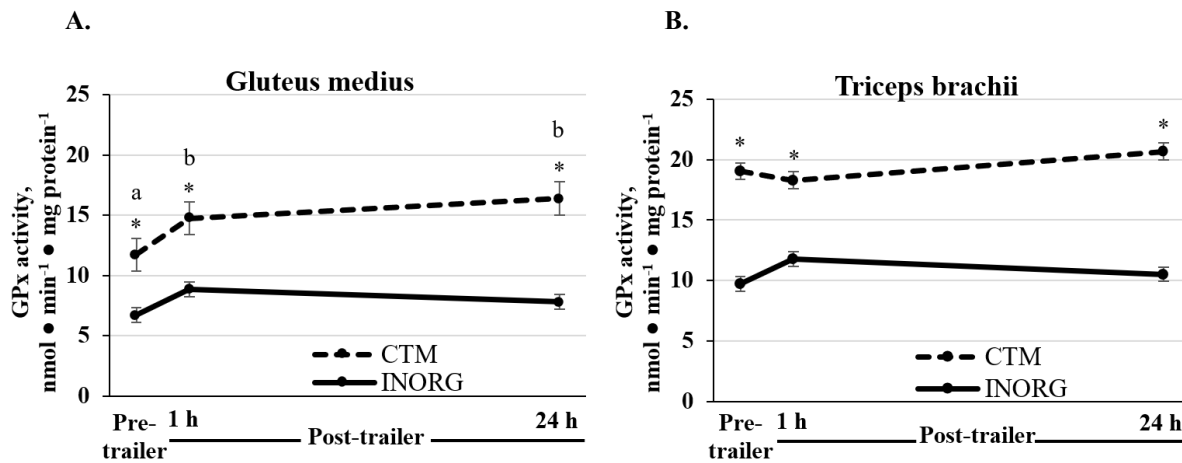 A.
Gluteus medius
GPx activity,
nmol ● min⁻¹ ● mg protein⁻¹
25
20
15
10
5
0
a
*
b
*
b
*
CTM
INORG
Pre-
trailer
1 h
24 h
Post-trailer
B.
Triceps brachii
GPx activity,
nmol ● min⁻¹ ● mg protein⁻¹
25
20
15
10
5
0
*
*
*
CTM
INORG
Pre-
trailer
1 h
24 h
Post-trailer